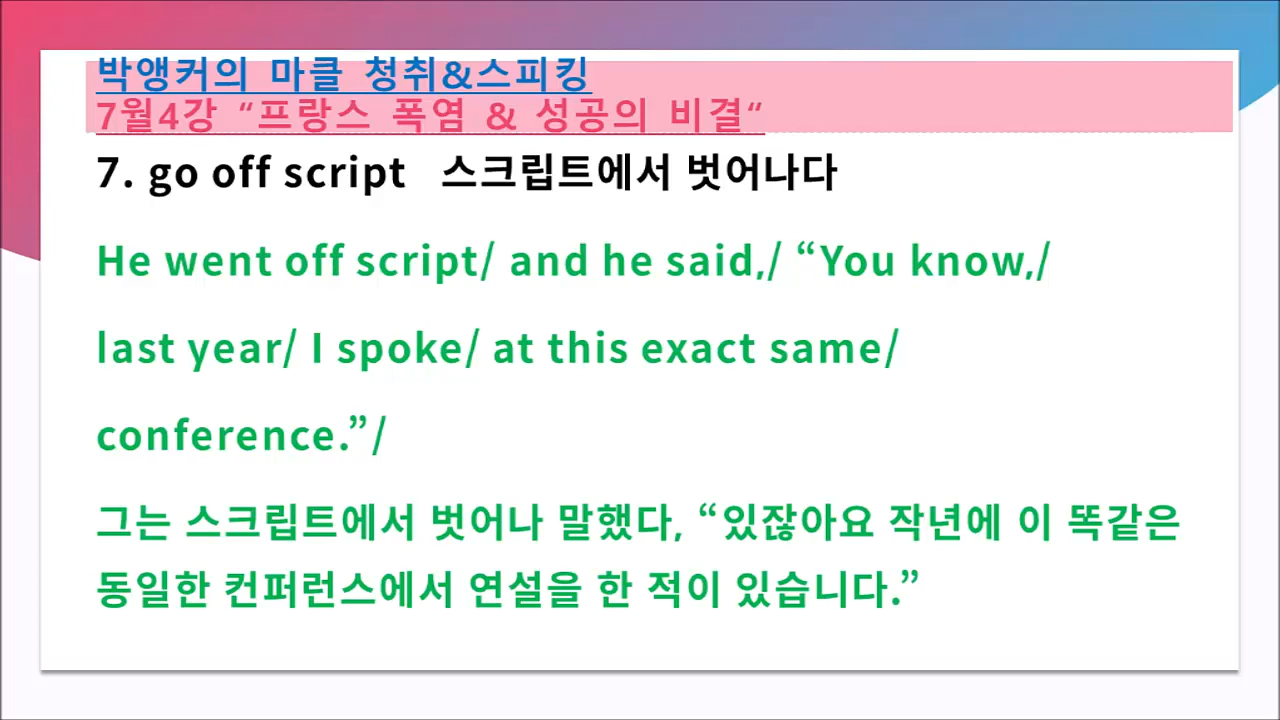 박앵커의 마클 청취&스피킹
7월4강 “프랑스 폭염 & 성공의 비결“
7. go off script 스크립트에서 벗어나다
He went off script/ and he said,/ “You know,/
last year/ I spoke/ at this exact same/
conference.”/
그는 스크립트에서 벗어나 말했다, “있잖아요 작년에 이 똑같은
동일한 컨퍼런스에서 연설을 한 적이 있습니다.”